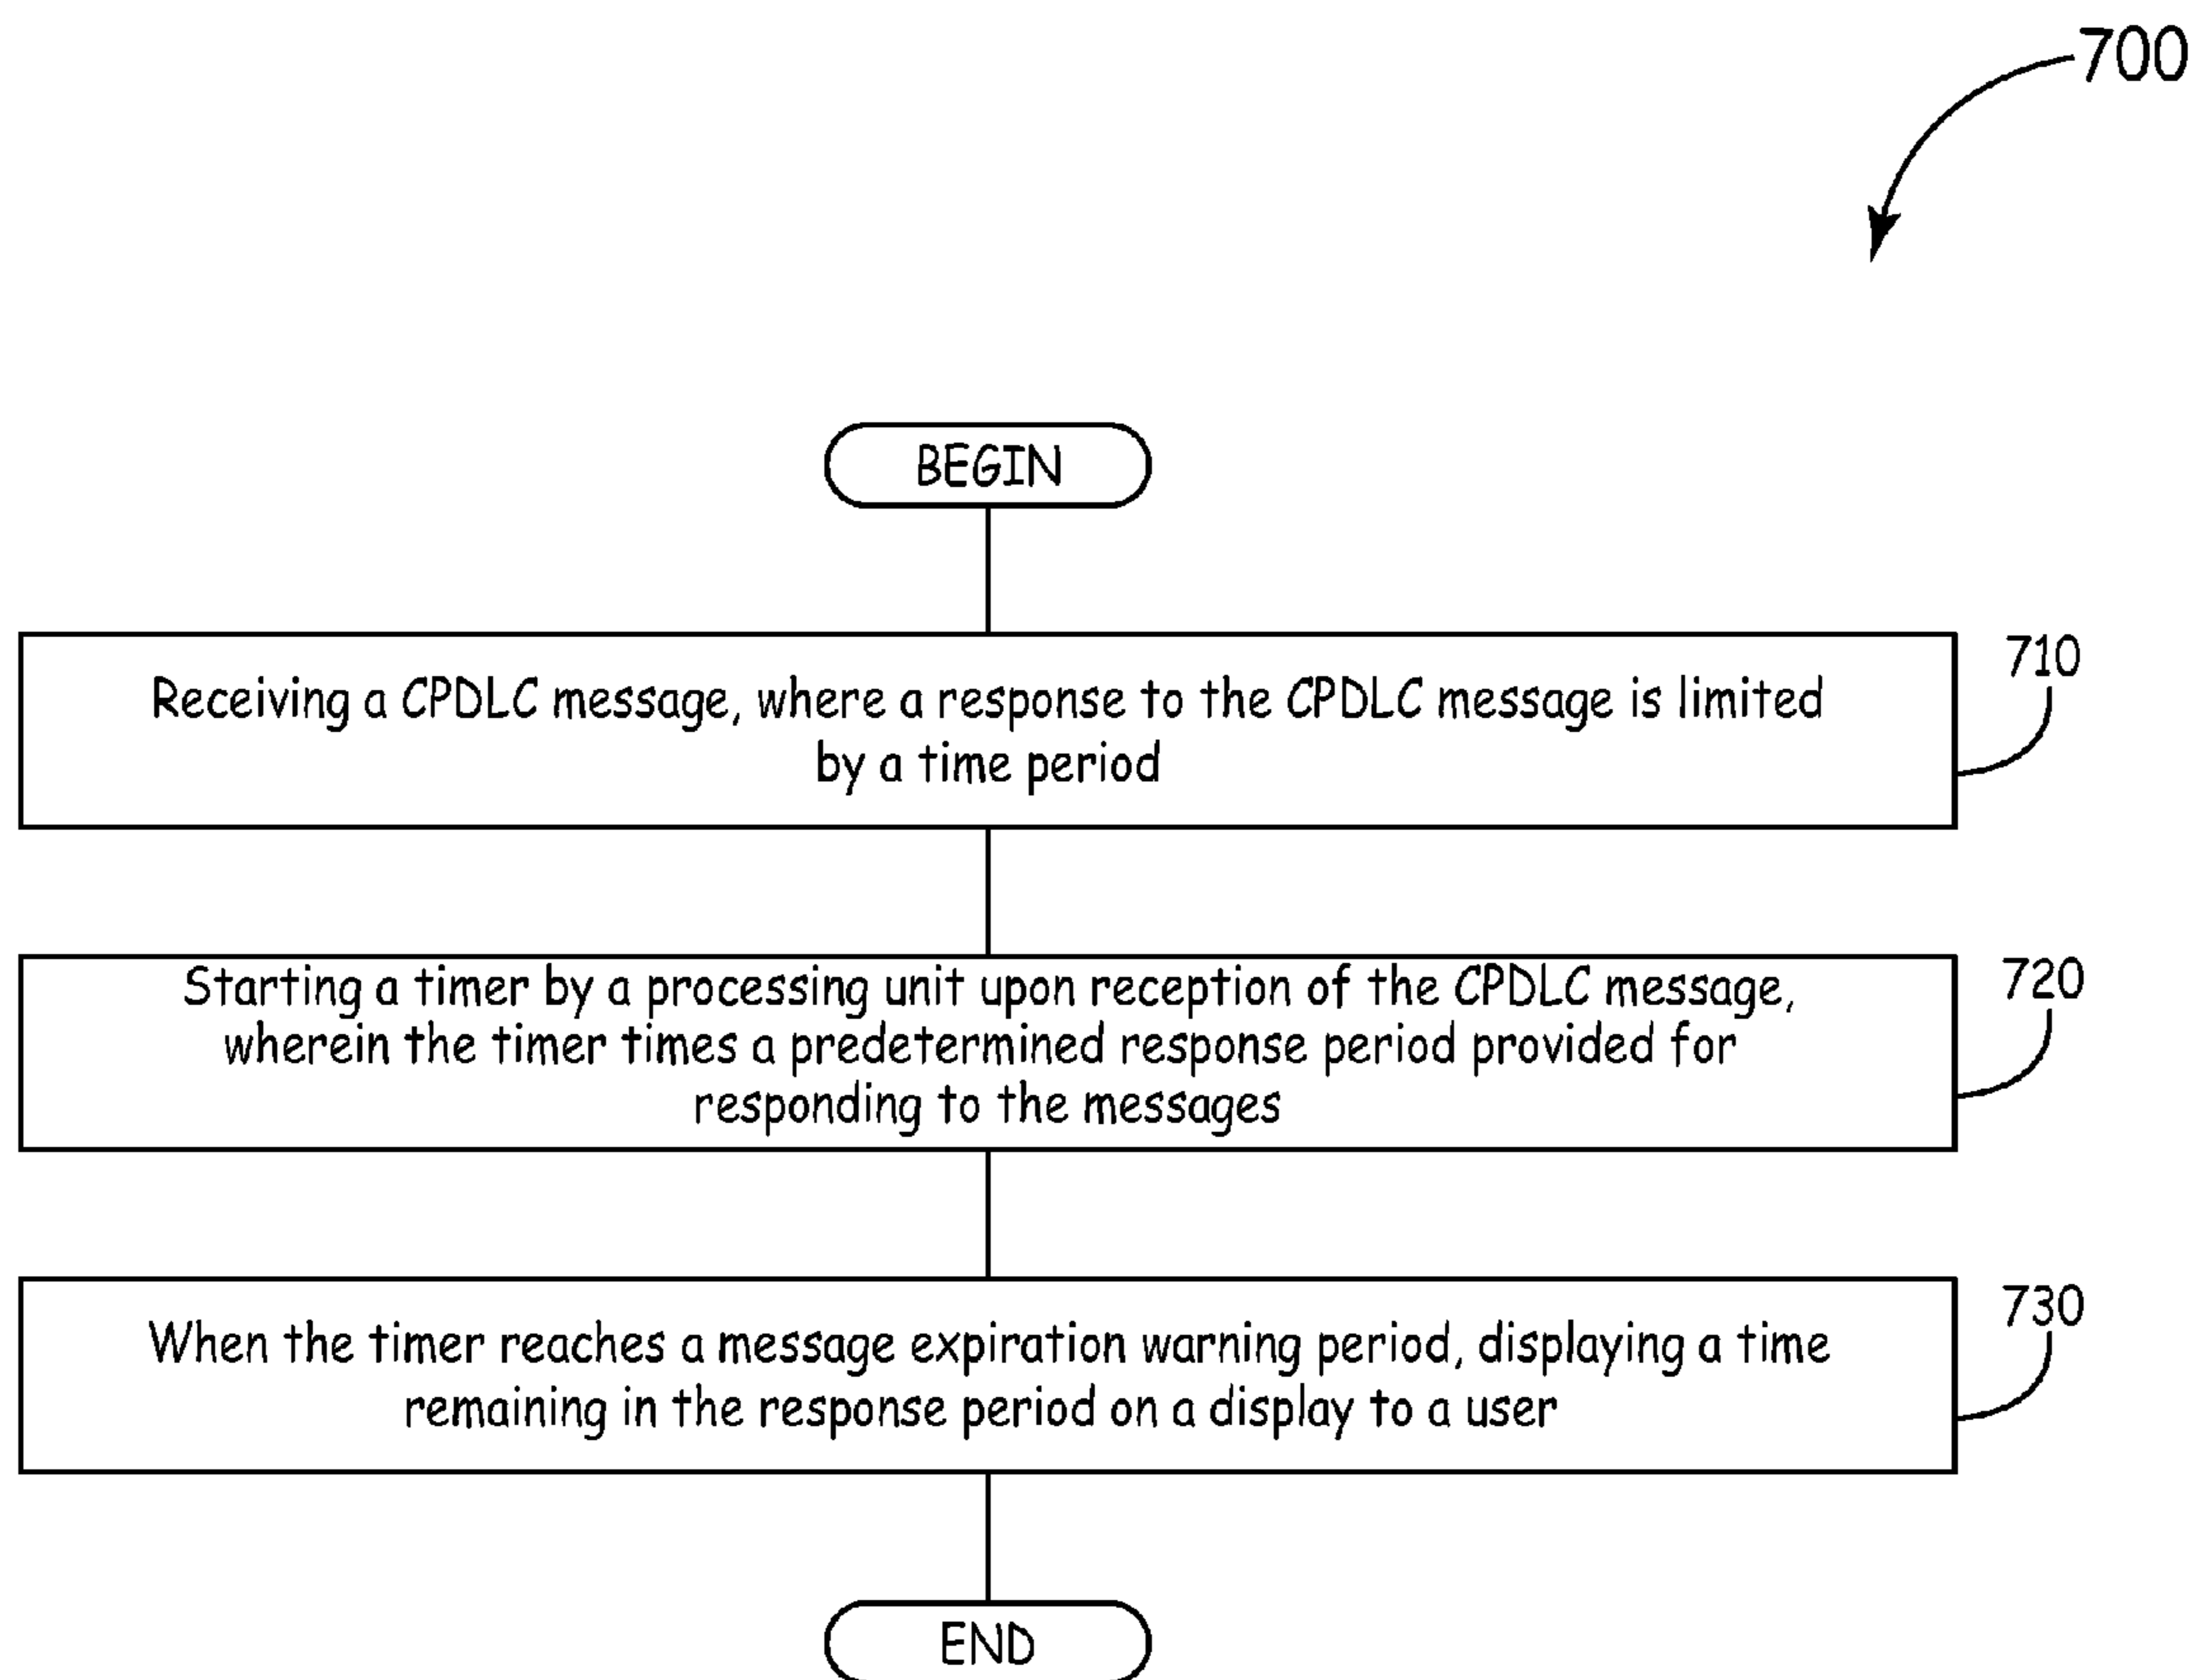 700
BEGIN
Receiving a CPDLC message, where a response to the CPDLC message is limited
by a time period
710
Starting a timer by a processing unit upon reception of the CPDLC message,
wherein the timer times a predetermined response period provided for
responding to the messages
720
When the timer reaches a message expiration warning period, displaying a time
remaining in the response period on a display to a user
730
END